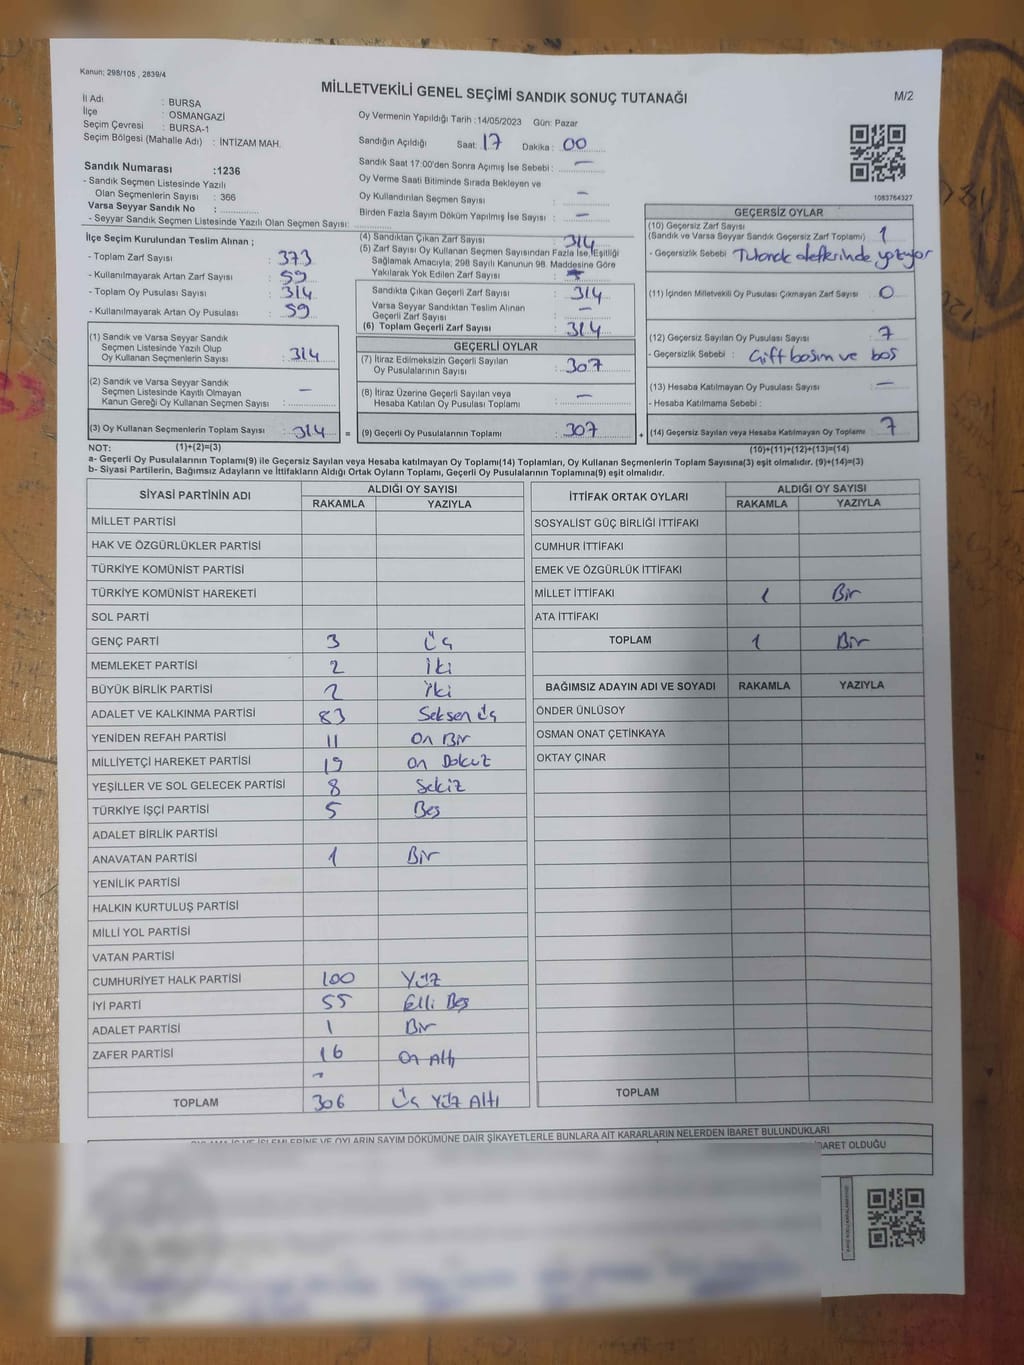 Kanun; 298/105 , 2839/4
MİLLETVEKİLİ GENEL SEÇİMİ SANDIK SONUÇ TUTANAĞI
M/2
İl Adı : BURSA
İlçe : OSMANGAZİ
Seçim Çevresi : BURSA-1
Seçim Bölgesi (Mahalle Adı) : İNTİZAM MAH.
Sandık Numarası :1236
- Sandık Seçmen Listesinde Yazılı
Olan Seçmenlerin Sayısı : 366
Varsa Seyyar Sandık No :
- Seyyar Sandık Seçmen Listesinde Yazılı Olan Seçmen Sayısı:
Oy Vermenin Yapıldığı Tarih :14/05/2023 Gün: Pazar
Sandığın Açıldığı Saat: 17 Dakika : 00
Sandık Saat 17:00'den Sonra Açımış İse Sebebi : —
Oy Verme Saati Bitiminde Sırada Bekleyen ve
Oy Kullandırılan Seçmen Sayısı : —
Birden Fazla Sayım Döküm Yapılmış İse Sayısı : —
1083764327
İlçe Seçim Kurulundan Teslim Alınan ;
- Toplam Zarf Sayısı : 373
- Kullanılmayarak Artan Zarf Sayısı : 59
- Toplam Oy Pusulası Sayısı : 314
- Kullanılmayarak Artan Oy Pusulası : 59
(1) Sandık ve Varsa Seyyar Sandık
Seçmen Listesinde Yazılı Olup
Oy Kullanan Seçmenlerin Sayısı : 314
(2) Sandık ve Varsa Seyyar Sandık
Seçmen Listesinde Kayıtlı Olmayan
Kanun Gereği Oy Kullanan Seçmen Sayısı : —
(3) Oy Kullanan Seçmenlerin Toplam Sayısı : 314 =
(4) Sandıktan Çıkan Zarf Sayısı : 314
(5) Zarf Sayısı Oy Kullanan Seçmen Sayısından Fazla İse, Eşitliği
Sağlamak Amacıyla, 298 Sayılı Kanunun 98. Maddesine Göre
Yakılarak Yok Edilen Zarf Sayısı :
Sandıkta Çıkan Geçerli Zarf Sayısı : 314
Varsa Seyyar Sandıktan Teslim Alınan
Geçerli Zarf Sayısı : —
(6) Toplam Geçerli Zarf Sayısı : 314
GEÇERLİ OYLAR
(7) İtiraz Edilmeksizin Geçerli Sayılan
Oy Pusulalarının Sayısı : 307
(8) İtiraz Üzerine Geçerli Sayılan veya
Hesaba Katılan Oy Pusulası Toplamı : —
(9) Geçerli Oy Pusulalarının Toplamı : 307 +
GEÇERSİZ OYLAR
(10) Geçersiz Zarf Sayısı
(Sandık ve Varsa Seyyar Sandık Geçersiz Zarf Toplamı) : 1
- Geçersizlik Sebebi : Tutanak defterinde yazıyor
(11) İçinden Milletvekili Oy Pusulası Çıkmayan Zarf Sayısı : 0
(12) Geçersiz Sayılan Oy Pusulası Sayısı : 7
- Geçersizlik Sebebi : Çift basım ve boş
(13) Hesaba Katılmayan Oy Pusulası Sayısı : —
- Hesaba Katılmama Sebebi :
(14) Geçersiz Sayılan veya Hesaba Katılmayan Oy Toplamı : 7
NOT: (1)+(2)=(3) (10)+(11)+(12)+(13)=(14)
a- Geçerli Oy Pusulalarının Toplamı(9) ile Geçersiz Sayılan veya Hesaba katılmayan Oy Toplamı(14) Toplamları, Oy Kullanan Seçmenlerin Toplam Sayısına(3) eşit olmalıdır. (9)+(14)=(3)
b- Siyasi Partilerin, Bağımsız Adayların ve İttifakların Aldığı Ortak Oyların Toplamı, Geçerli Oy Pusulalarının Toplamına(9) eşit olmalıdır.
SİYASİ PARTİNİN ADI ALDIĞI OY SAYISI
RAKAMLA YAZIYLA
MİLLET PARTİSİ
HAK VE ÖZGÜRLÜKLER PARTİSİ
TÜRKİYE KOMÜNİST PARTİSİ
TÜRKİYE KOMÜNİST HAREKETİ
SOL PARTİ
GENÇ PARTİ 3 Üç
MEMLEKET PARTİSİ 2 İki
BÜYÜK BİRLİK PARTİSİ 2 İki
ADALET VE KALKINMA PARTİSİ 83 Seksen üç
YENİDEN REFAH PARTİSİ 11 On Bir
MİLLİYETÇİ HAREKET PARTİSİ 19 On Dokuz
YEŞİLLER VE SOL GELECEK PARTİSİ 8 Sekiz
TÜRKİYE İŞÇİ PARTİSİ 5 Beş
ADALET BİRLİK PARTİSİ
ANAVATAN PARTİSİ 1 Bir
YENİLİK PARTİSİ
HALKIN KURTULUŞ PARTİSİ
MİLLİ YOL PARTİSİ
VATAN PARTİSİ
CUMHURİYET HALK PARTİSİ 100 Yüz
İYİ PARTİ 55 Elli Beş
ADALET PARTİSİ 1 Bir
ZAFER PARTİSİ 16 On Altı
TOPLAM 306 Üç Yüz Altı
İTTİFAK ORTAK OYLARI ALDIĞI OY SAYISI
RAKAMLA YAZIYLA
SOSYALİST GÜÇ BİRLİĞİ İTTİFAKI
CUMHUR İTTİFAKI
EMEK VE ÖZGÜRLÜK İTTİFAKI
MİLLET İTTİFAKI 1 Bir
ATA İTTİFAKI
TOPLAM 1 Bir
BAĞIMSIZ ADAYIN ADI VE SOYADI RAKAMLA YAZIYLA
ÖNDER ÜNLÜSOY
OSMAN ONAT ÇETİNKAYA
OKTAY ÇINAR
TOPLAM
OYLAMA İŞ VE İŞLEMLERİNE VE OYLARIN SAYIM DÖKÜMÜNE DAİR ŞİKAYETLERLE BUNLARA AİT KARARLARIN NELERDEN İBARET BULUNDUKLARI
İBARET OLDUĞU